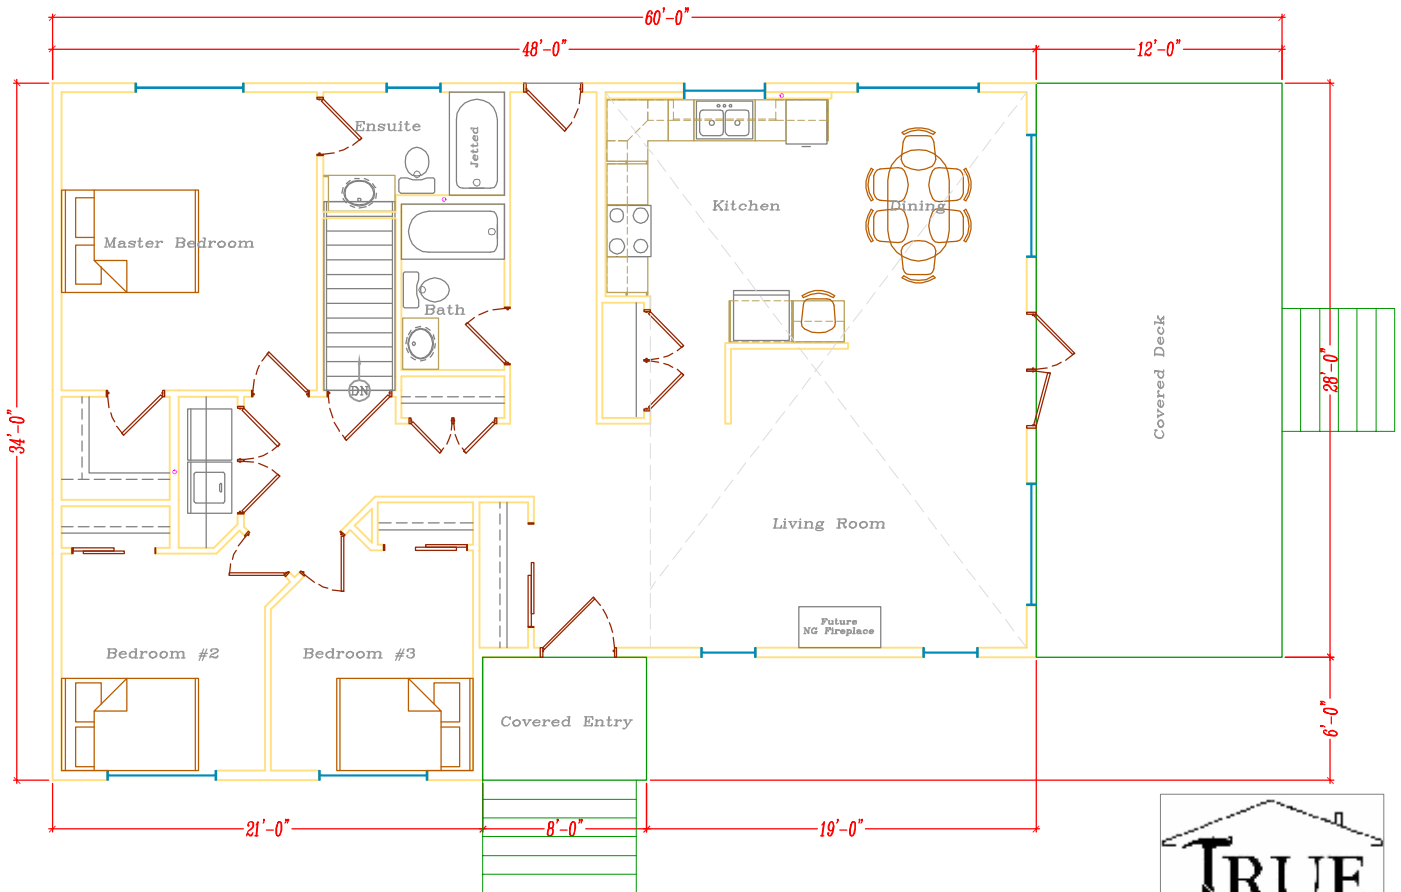 60'-0"
48'-0"
12'-0"
Ensuite
Jetted
Kitchen
Dining
Master Bedroom
Bath
Covered Deck
28'-0"
DN
34'-0"
Living Room
Future
NG Fireplace
Bedroom #2
Bedroom #3
Covered Entry
6'-0"
21'-0"
8'-0"
19'-0"
TRUE